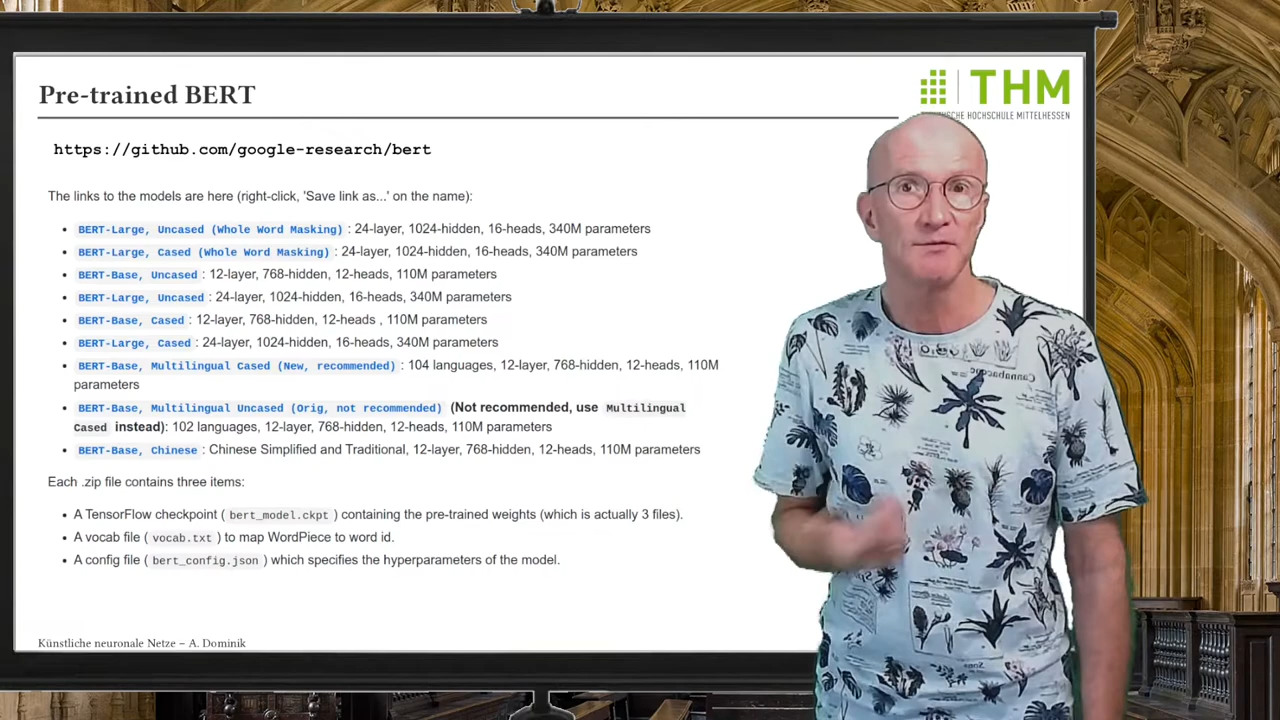 Pre-trained BERT
THM
HOCHSCHULE MITTELHESSEN
https://github.com/google-research/bert
The links to the models are here (right-click, 'Save link as...' on the name):
• BERT-Large, Uncased (Whole Word Masking) : 24-layer, 1024-hidden, 16-heads, 340M parameters
• BERT-Large, Cased (Whole Word Masking) : 24-layer, 1024-hidden, 16-heads, 340M parameters
• BERT-Base, Uncased : 12-layer, 768-hidden, 12-heads, 110M parameters
• BERT-Large, Uncased : 24-layer, 1024-hidden, 16-heads, 340M parameters
• BERT-Base, Cased : 12-layer, 768-hidden, 12-heads , 110M parameters
• BERT-Large, Cased : 24-layer, 1024-hidden, 16-heads, 340M parameters
• BERT-Base, Multilingual Cased (New, recommended) : 104 languages, 12-layer, 768-hidden, 12-heads, 110M
parameters
• BERT-Base, Multilingual Uncased (Orig, not recommended) (Not recommended, use Multilingual
Cased instead): 102 languages, 12-layer, 768-hidden, 12-heads, 110M parameters
• BERT-Base, Chinese : Chinese Simplified and Traditional, 12-layer, 768-hidden, 12-heads, 110M parameters
Each .zip file contains three items:
• A TensorFlow checkpoint ( bert_model.ckpt ) containing the pre-trained weights (which is actually 3 files).
• A vocab file ( vocab.txt ) to map WordPiece to word id.
• A config file ( bert_config.json ) which specifies the hyperparameters of the model.
Künstliche neuronale Netze – A. Dominik